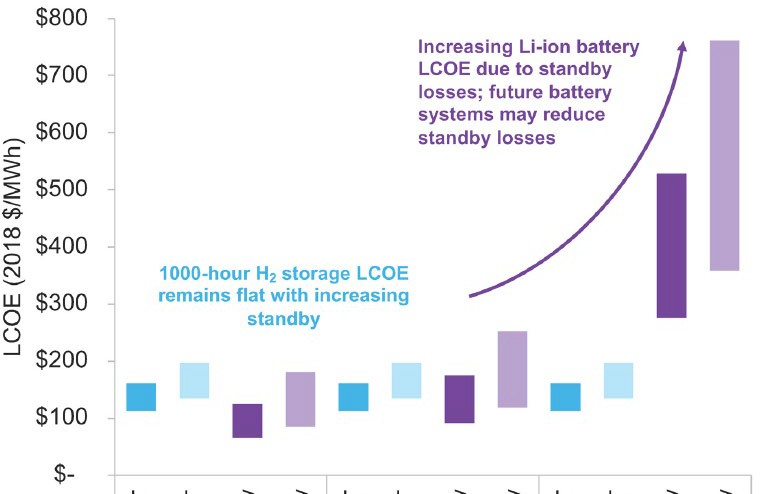 $800
$700
$600
$500
$400
$300
$200
$100
$-
LCOE (2018 $/MWh)
Increasing Li-ion battery
LCOE due to standby
losses; future battery
systems may reduce
standby losses
1000-hour H₂ storage LCOE
remains flat with increasing
standby